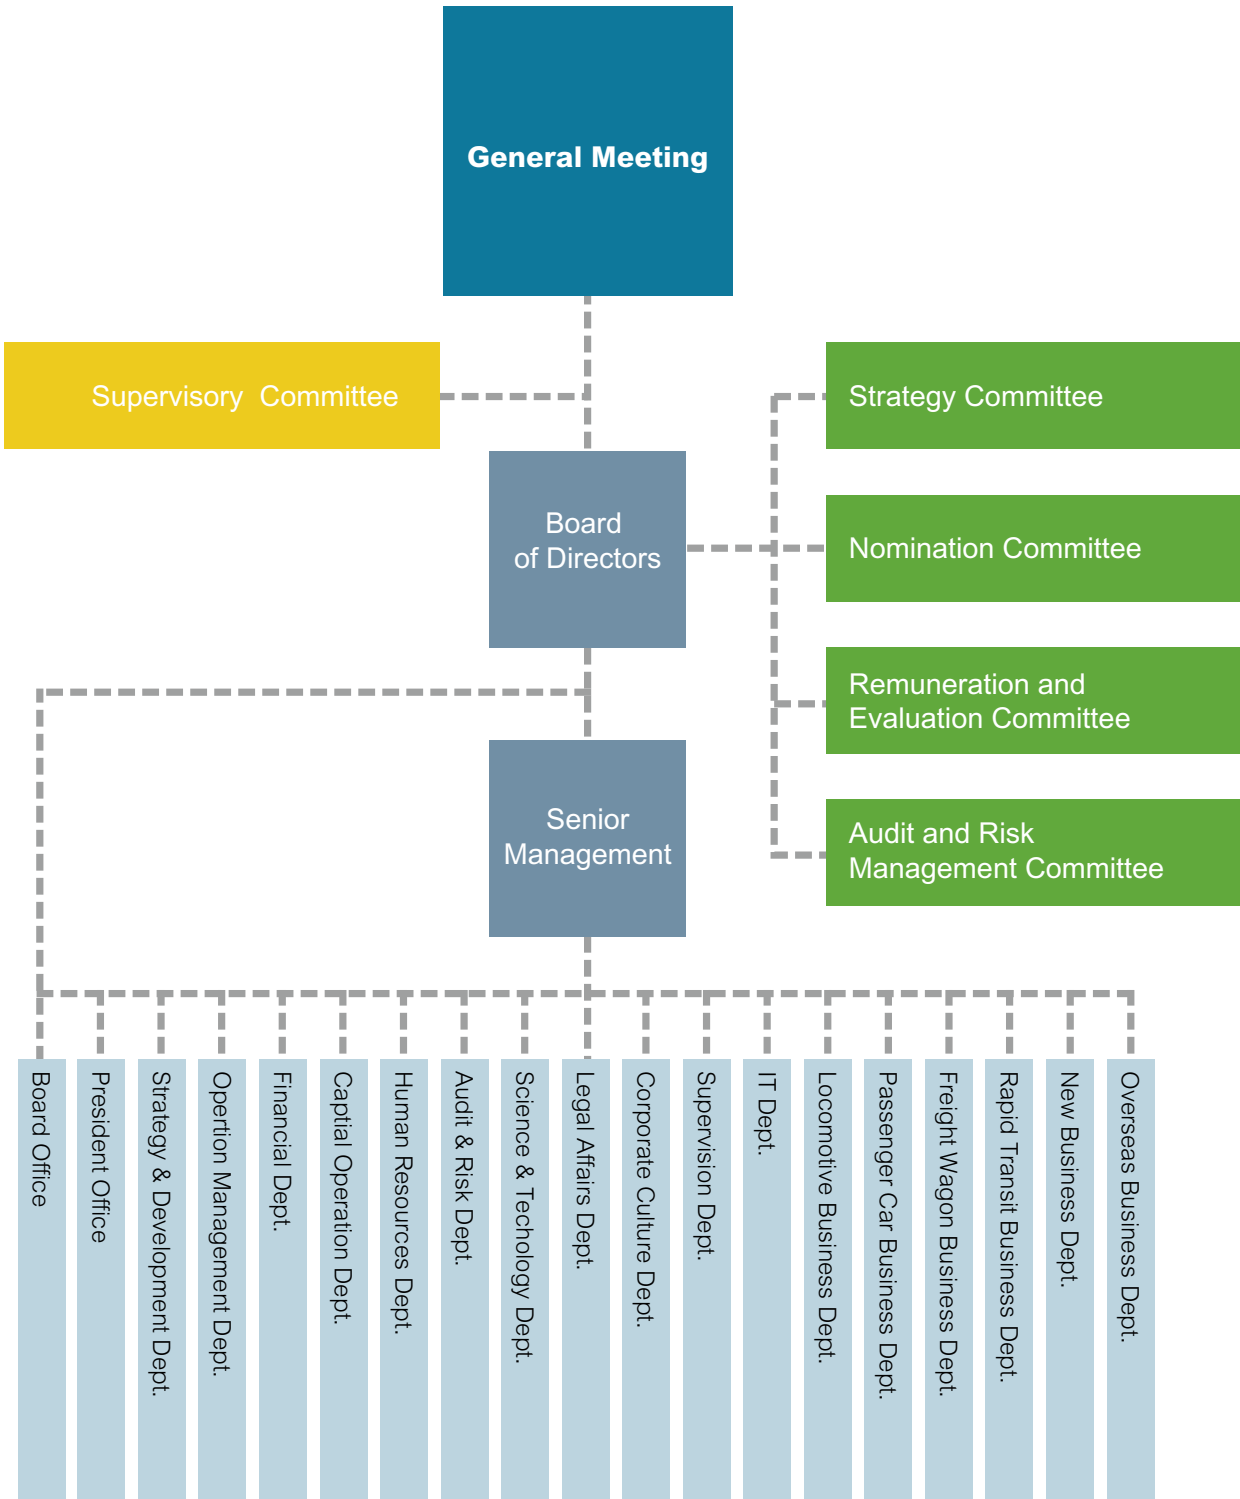 General Meeting
Supervisory Committee
Strategy Committee
Board
of Directors
Nomination Committee
Remuneration and
Evaluation Committee
Senior
Management
Audit and Risk
Management Committee
Board Office
President Office
Strategy & Development Dept.
Opertion Management Dept.
Financial Dept.
Captial Operation Dept.
Human Resources Dept.
Audit & Risk Dept.
Science & Techology Dept.
Legal Affairs Dept.
Corporate Culture Dept.
Supervision Dept.
IT Dept.
Locomotive Business Dept.
Passenger Car Business Dept.
Freight Wagon Business Dept.
Rapid Transit Business Dept.
New Business Dept.
Overseas Business Dept.